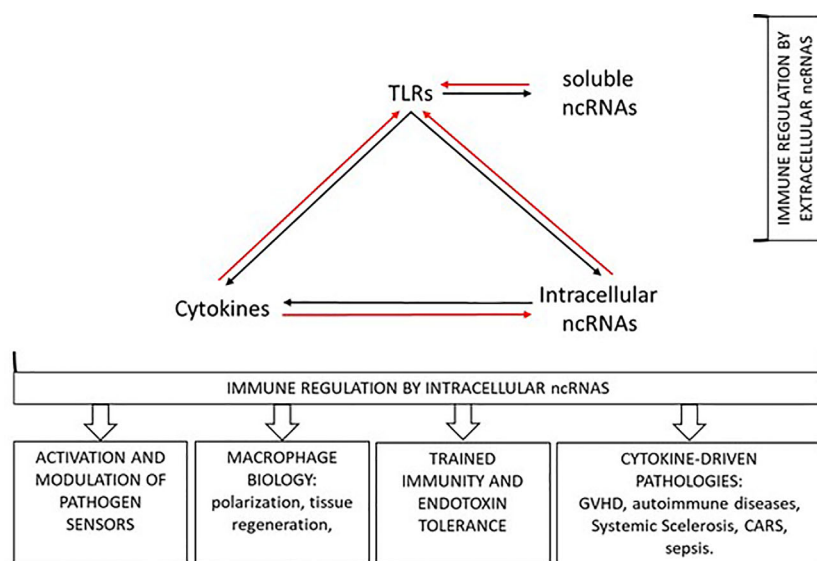 TLRs
soluble
ncRNAs
IMMUNE REGULATION BY
EXTRACELLULAR ncRNAS
Cytokines
Intracellular
ncRNAs
IMMUNE REGULATION BY INTRACELLULAR ncRNAS
ACTIVATION AND
MODULATION OF
PATHOGEN
SENSORS
MACROPHAGE
BIOLOGY:
polarization, tissue
regeneration,
TRAINED
IMMUNITY AND
ENDOTOXIN
TOLERANCE
CYTOKINE-DRIVEN
PATHOLOGIES:
GVHD, autoimmune diseases,
Systemic Scelerosis, CARS,
sepsis.